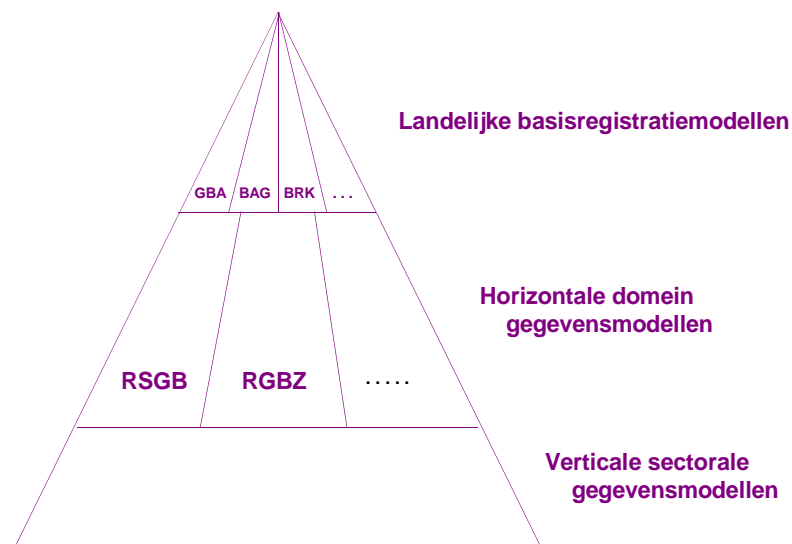 Landelijke basisregistratiemodellen
GBA BAG BRK ...
Horizontale domein
gegevensmodellen
RSGB RGBZ .....
Verticale sectorale
gegevensmodellen